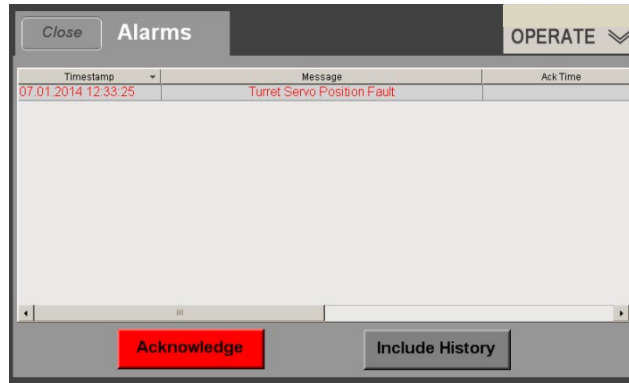 Close Alarms
OPERATE
Timestamp Message Ack Time
07.01.2014 12:33:25 Turret Servo Position Fault
Acknowledge Include History